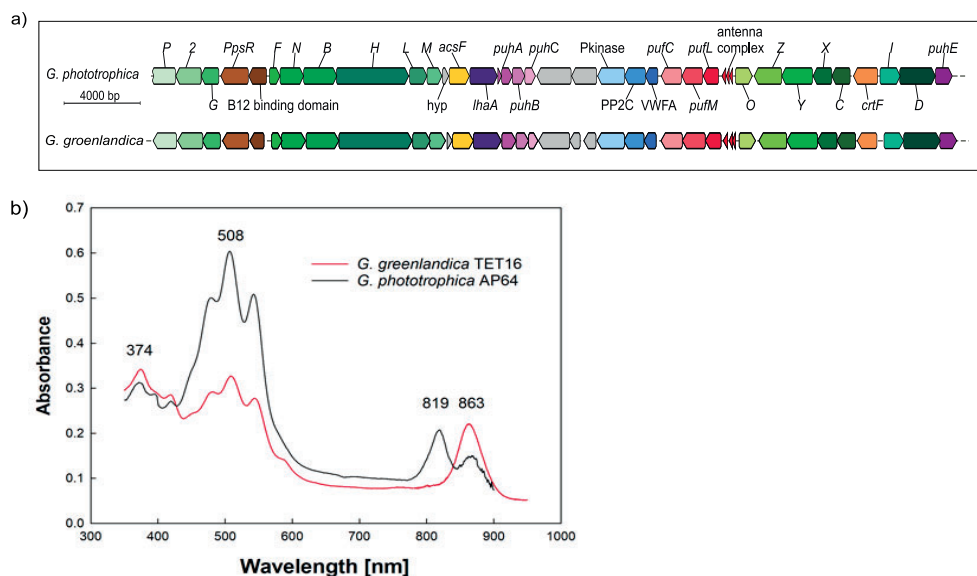 a)
antenna
P 2 PpsR F N B H L M acsF puhA puhC Pkinase pufC pufL complex Z X I puhE
G. phototrophica
4000 bp
G B12 binding domain hyp lhaA puhB PP2C VWFA pufM O Y C crtF D
G. groenlandica
b)
0.7
0.6
0.5
0.4
0.3
0.2
0.1
0.0
Absorbance
508
374
819 863
G. greenlandica TET16
G. phototrophica AP64
300 400 500 600 700 800 900 1000
Wavelength [nm]